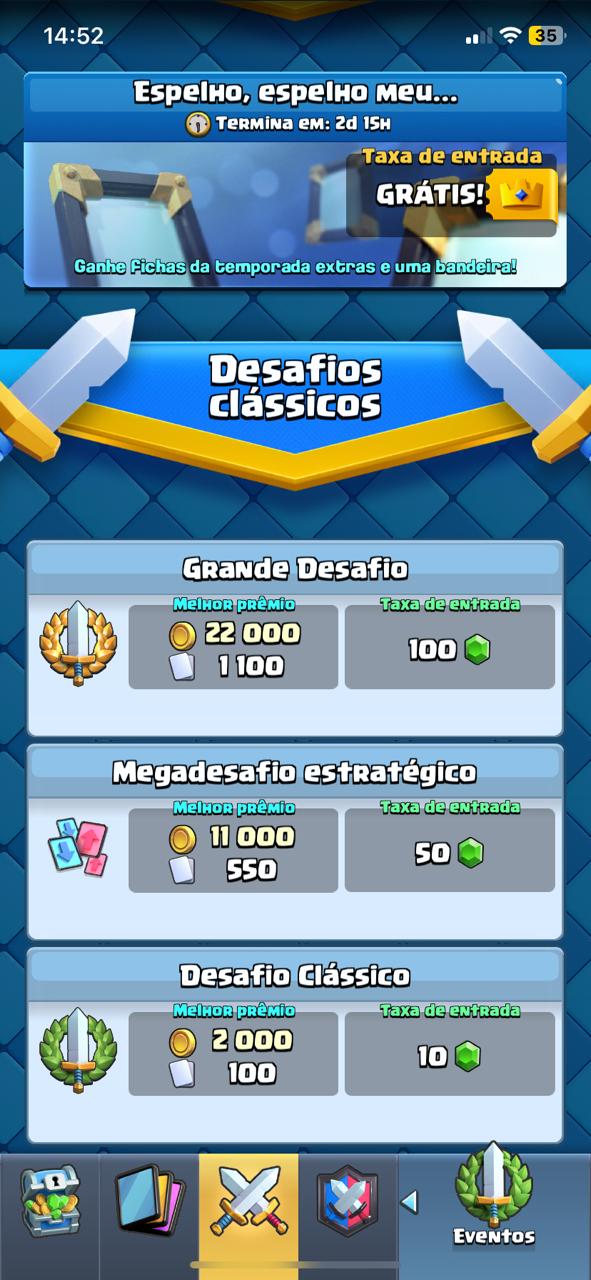 14:52
35
Espelho, espelho meu...
Termina em: 2d 15h
Taxa de entrada
GRÁTIS!
Ganhe fichas da temporada extras e uma bandeira!
Desafios
clássicos
Grande Desafio
Melhor prêmio
Taxa de entrada
22 000
1 100
100
Megadesafio estratégico
Melhor prêmio
Taxa de entrada
11 000
550
50
Desafio Clássico
Melhor prêmio
Taxa de entrada
2 000
100
10
Eventos